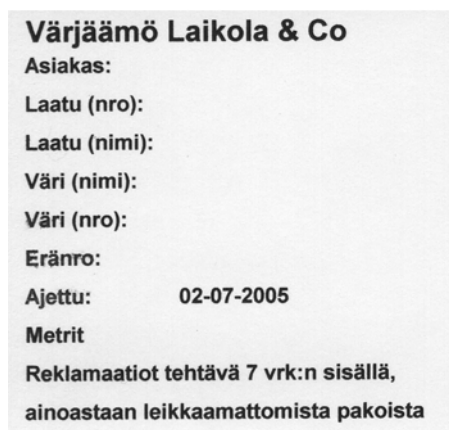 Värjäämö Laikola & Co
Asiakas:
Laatu (nro):
Laatu (nimi):
Väri (nimi):
Väri (nro):
Eränro:
Ajettu: 02-07-2005
Metrit
Reklamaatiot tehtävä 7 vrk:n sisällä,
ainoastaan leikkaamattomista pakoista